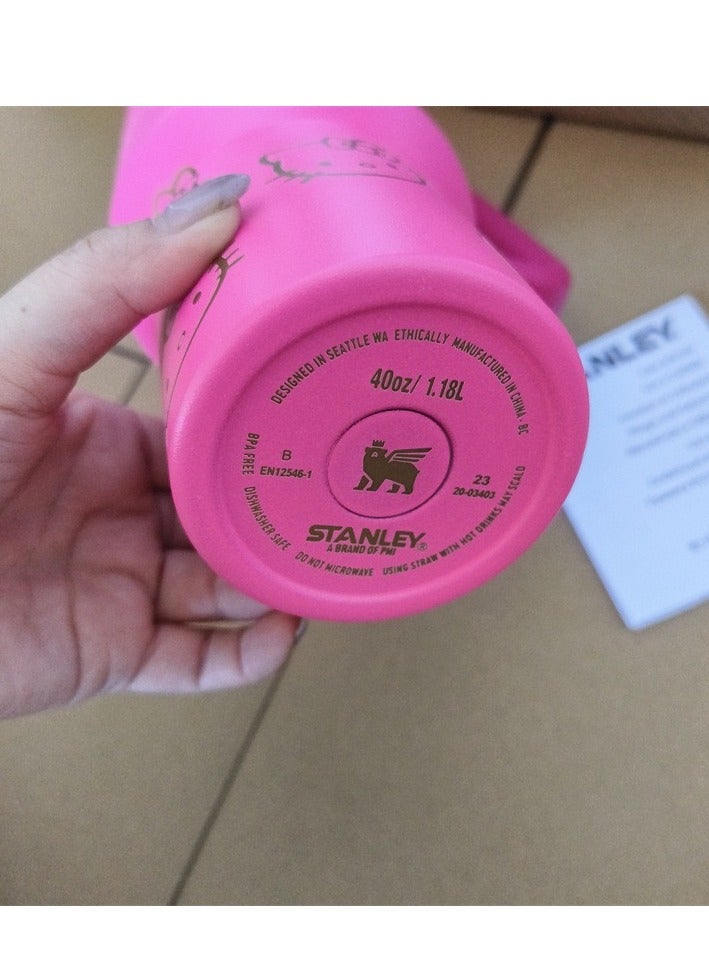 DESIGNED IN SEATTLE WA ETHICALLY MANUFACTURED IN CHINA - BC
40oz/ 1.18L
B
EN12546-1
23
20-03403
STANLEY®
A BRAND OF PMI
BPA FREE DISHWASHER SAFE DO NOT MICROWAVE USING STRAW WITH HOT DRINKS MAY SCALD
NLEY